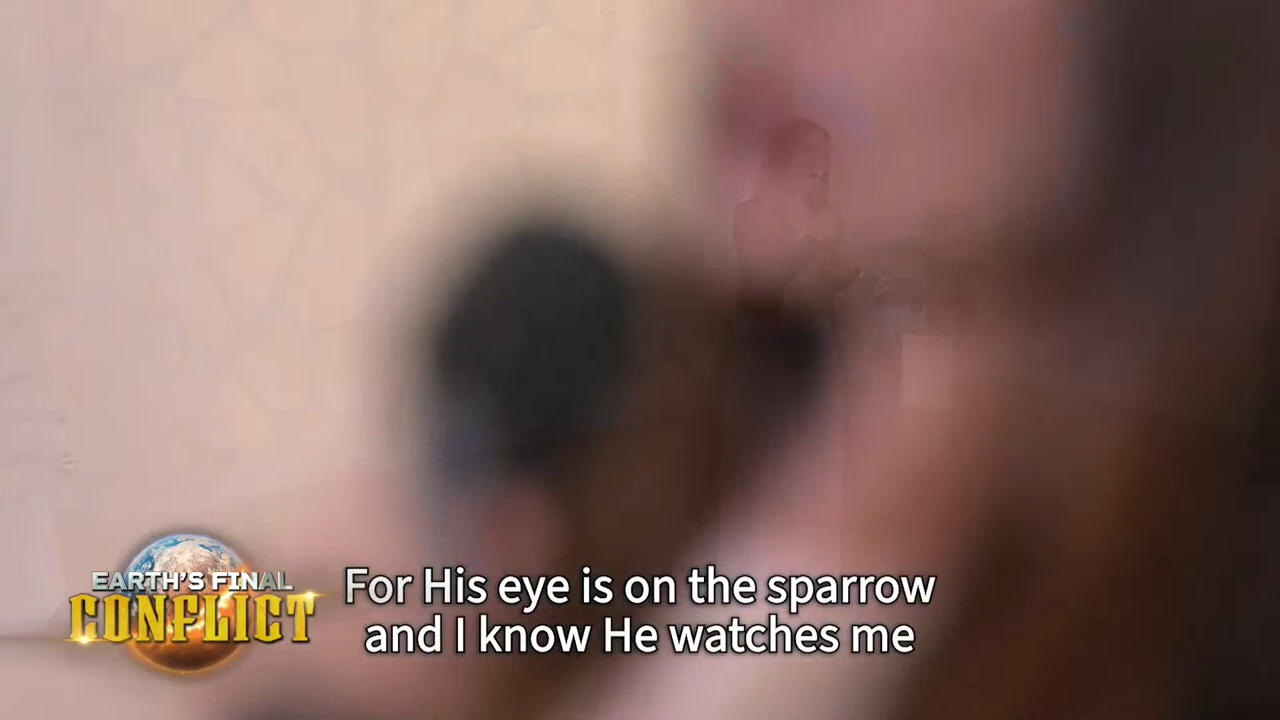 EARTH'S FINAL
CONFLICT
For His eye is on the sparrow
and I know He watches me